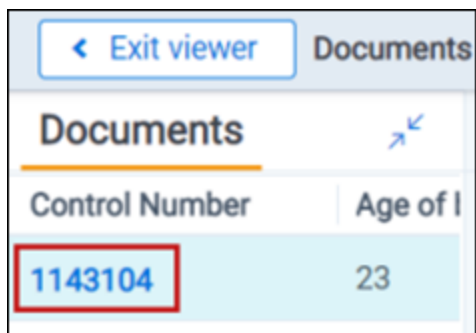 Exit viewer Documents
Documents
Control Number Age of
1143104 23